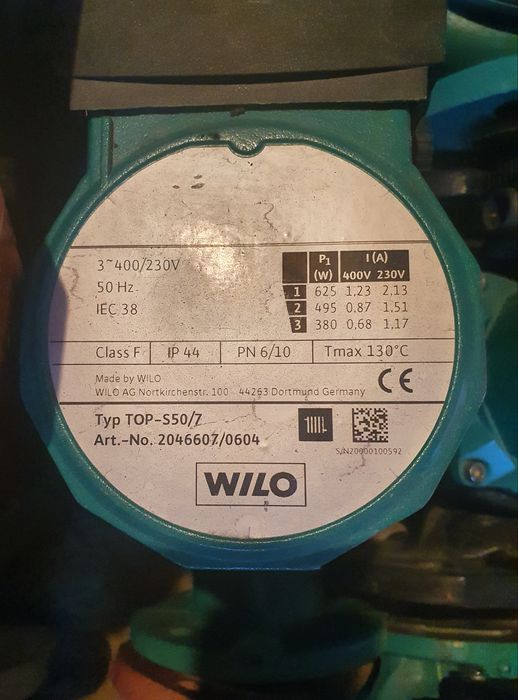 3~400/230V
50 Hz
IEC 38
P1 (W) I (A)
400V 230V
1 625 1,23 2,13
2 495 0.87 1,51
3 380 0.68 1,17
Class F IP 44 PN 6/10 Tmax 130°C
Made by WILO
WILO AG Nortkirchenstr. 100 44263 Dortmund Germany CE
Typ TOP-S50/7
Art.-No. 2046607/0604
S/N20000100592
WILO